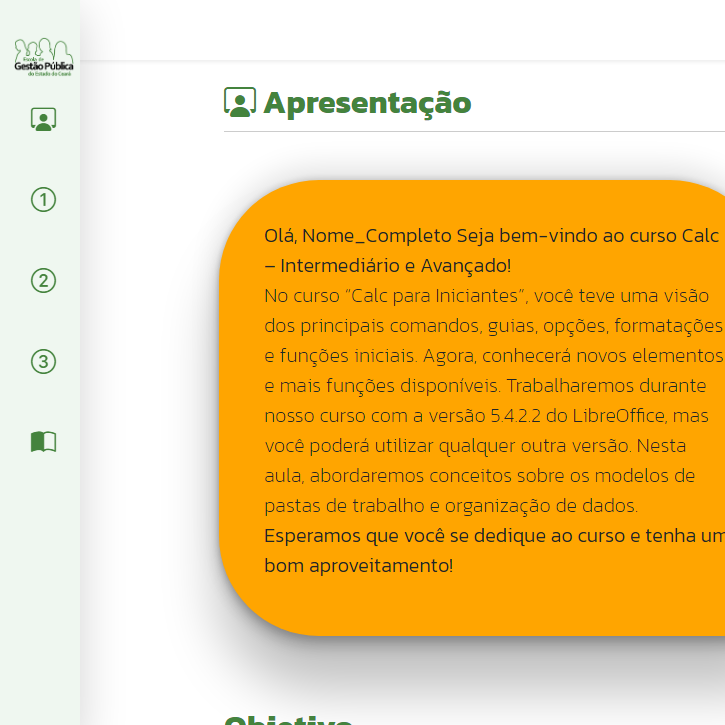 Escola de
Gestão Pública
do Estado do Ceará
Apresentação
1
2
3
Olá, Nome_Completo Seja bem-vindo ao curso Calc
– Intermediário e Avançado!
No curso “Calc para Iniciantes”, você teve uma visão
dos principais comandos, guias, opções, formatações
e funções iniciais. Agora, conhecerá novos elementos
e mais funções disponíveis. Trabalharemos durante
nosso curso com a versão 5.4.2.2 do LibreOffice, mas
você poderá utilizar qualquer outra versão. Nesta
aula, abordaremos conceitos sobre os modelos de
pastas de trabalho e organização de dados.
Esperamos que você se dedique ao curso e tenha um
bom aproveitamento!
Objetivo